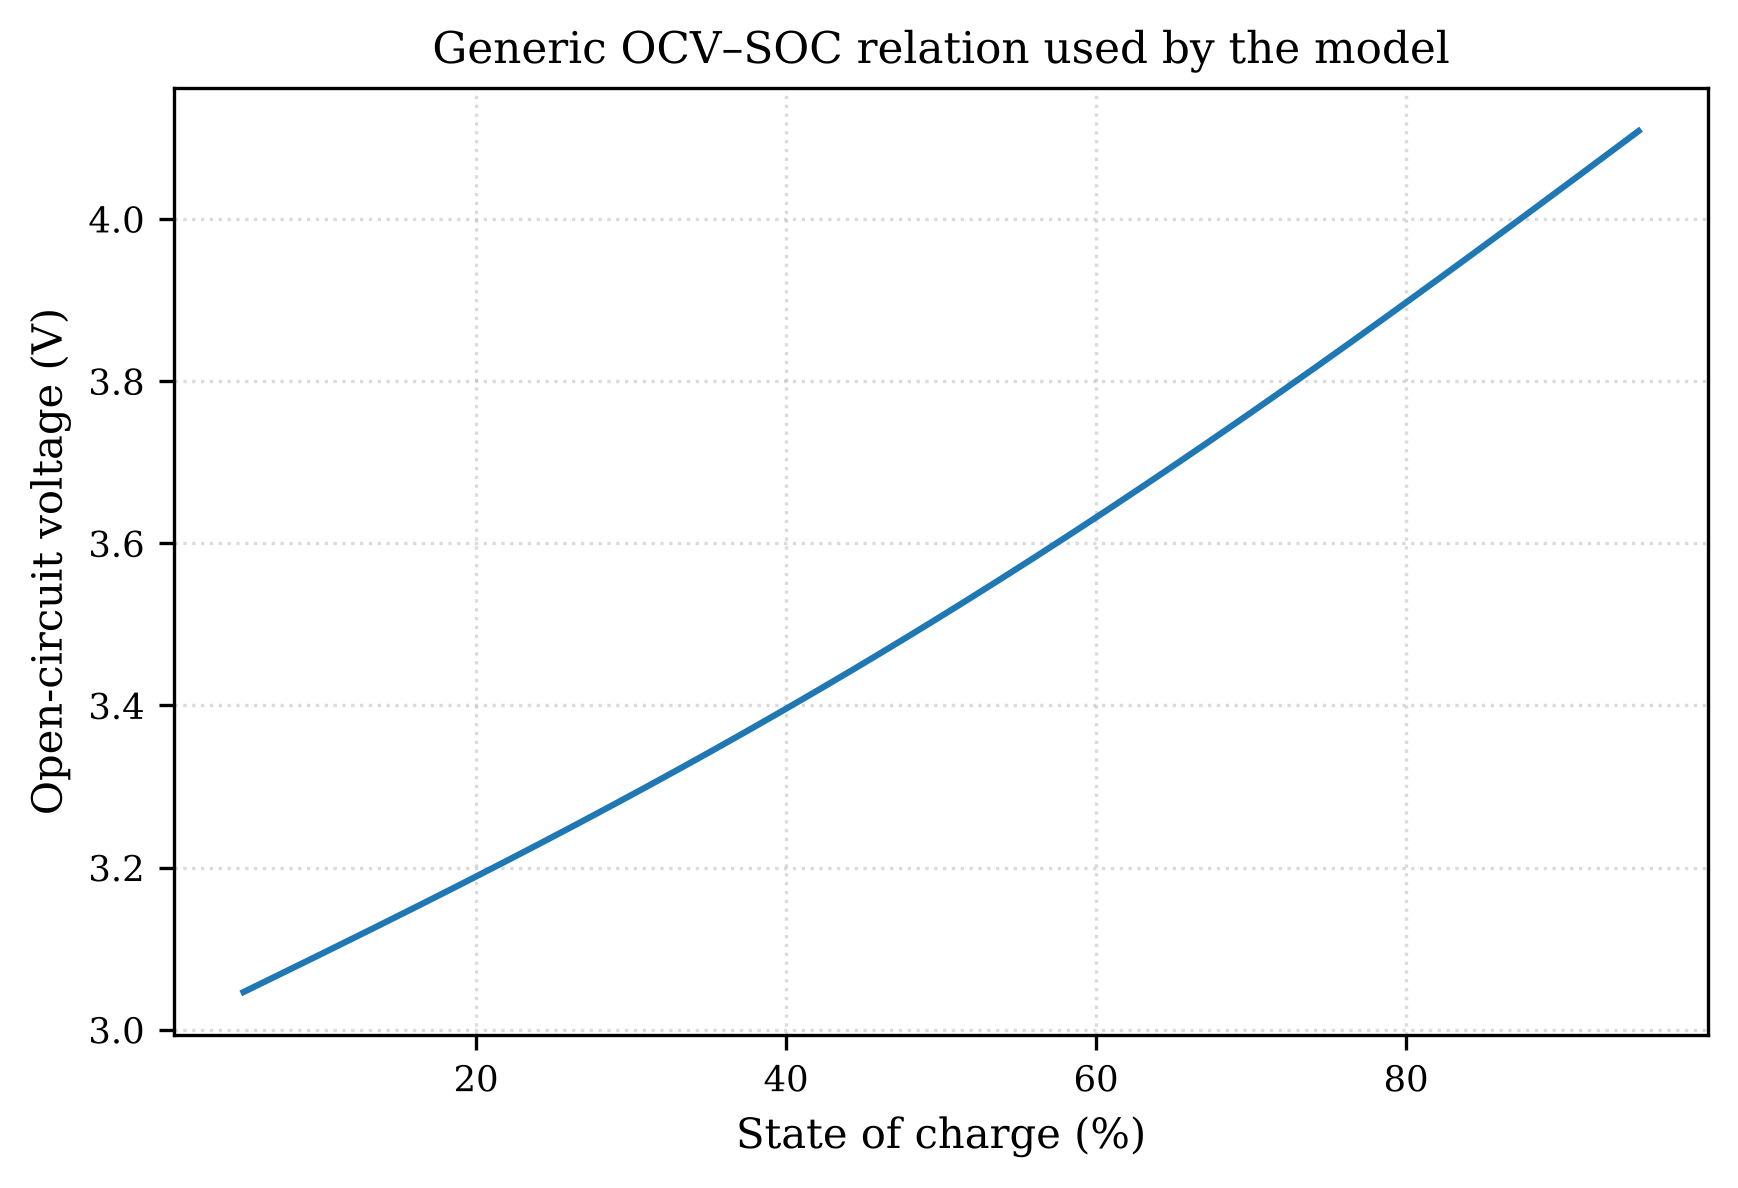 Generic OCV–SOC relation used by the model
Open-circuit voltage (V)
4.0
3.8
3.6
3.4
3.2
3.0
20 40 60 80
State of charge (%)